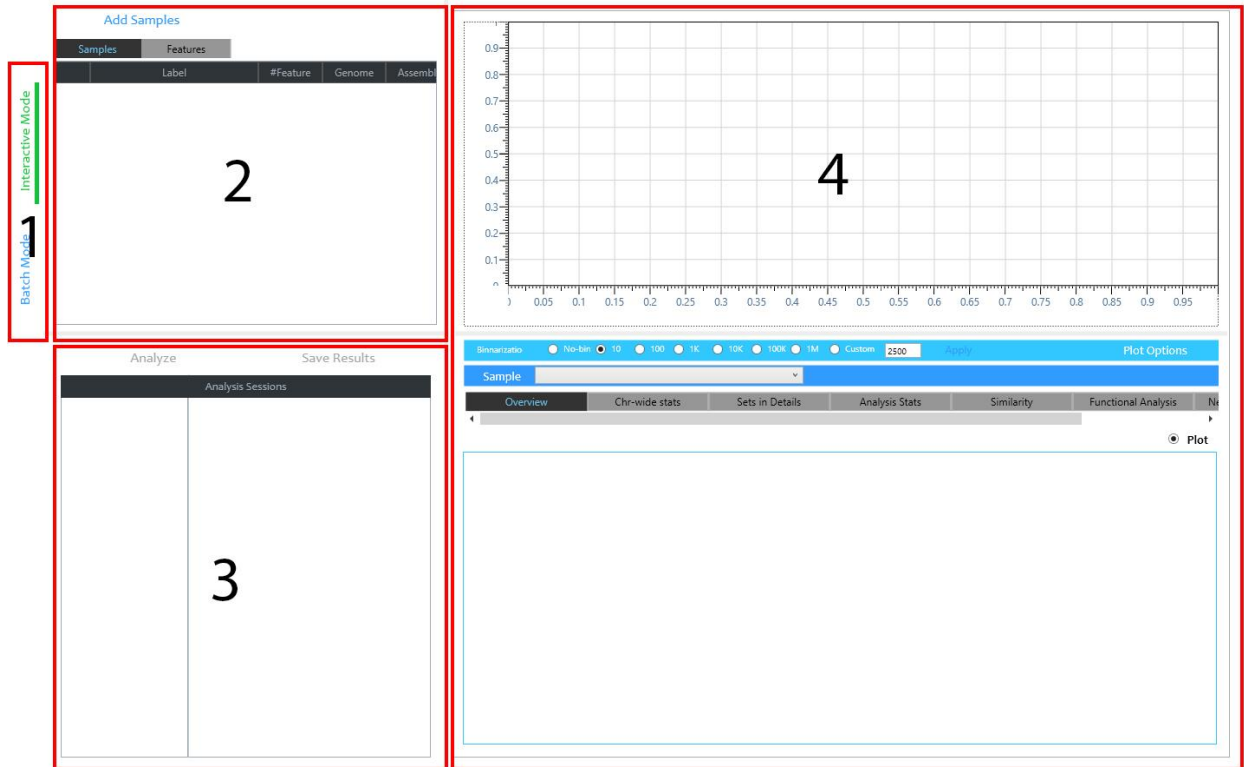 Add Samples
Samples Features
Label #Feature Genome Assembl
Interactive Mode
Batch Mode
1
2
Analyze Save Results
Analysis Sessions
3
0.9
0.8
0.7
0.6
0.5
0.4
0.3
0.2
0.1
0.05 0.1 0.15 0.2 0.25 0.3 0.35 0.4 0.45 0.5 0.55 0.6 0.65 0.7 0.75 0.8 0.85 0.9 0.95
4
Binnarizatio No-bin 10 100 1K 10K 100K 1M Custom 2500 Apply Plot Options
Sample
Overview Chr-wide stats Sets in Details Analysis Stats Similarity Functional Analysis Ne
Plot